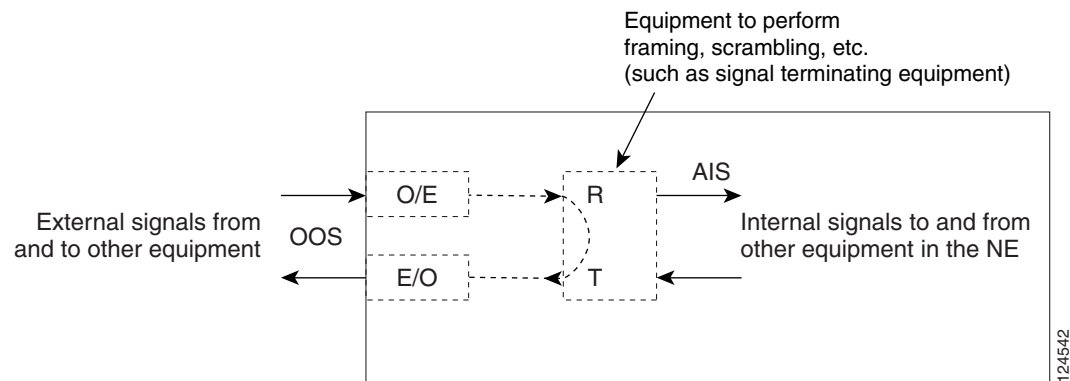 Equipment to perform
framing, scrambling, etc.
(such as signal terminating equipment)
AIS
O/E
R
External signals from
and to other equipment
OOS
Internal signals to and from
other equipment in the NE
E/O
T
124542